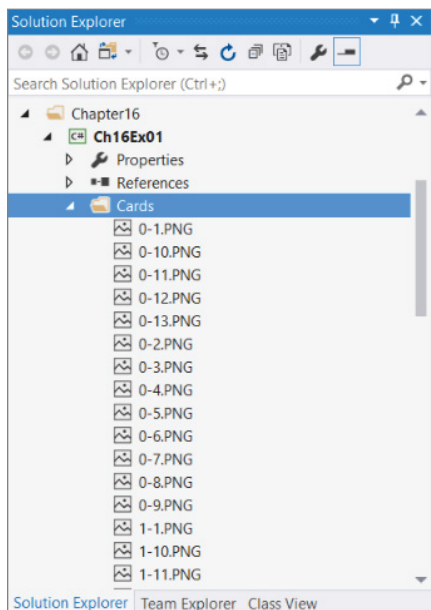 Solution Explorer
Search Solution Explorer (Ctrl+;)
Chapter16
C# Ch16Ex01
Properties
References
Cards
0-1.PNG
0-10.PNG
0-11.PNG
0-12.PNG
0-13.PNG
0-2.PNG
0-3.PNG
0-4.PNG
0-5.PNG
0-6.PNG
0-7.PNG
0-8.PNG
0-9.PNG
1-1.PNG
1-10.PNG
1-11.PNG
Solution Explorer Team Explorer Class View